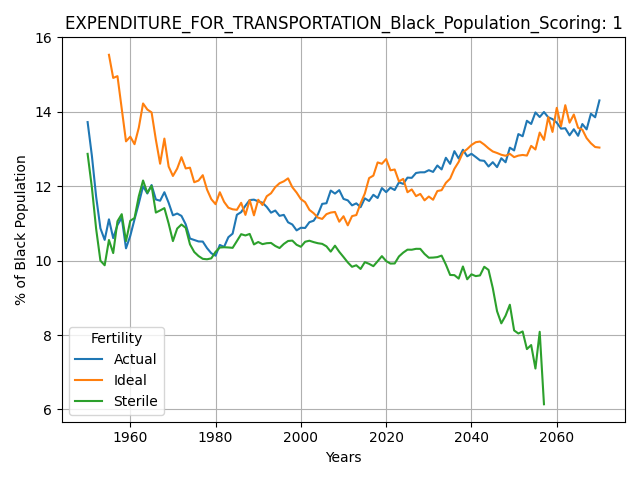 EXPENDITURE_FOR_TRANSPORTATION_Black_Population_Scoring: 1
16
14
12
10
8
6
% of Black Population
Fertility
Actual
Ideal
Sterile
1960 1980 2000 2020 2040 2060
Years